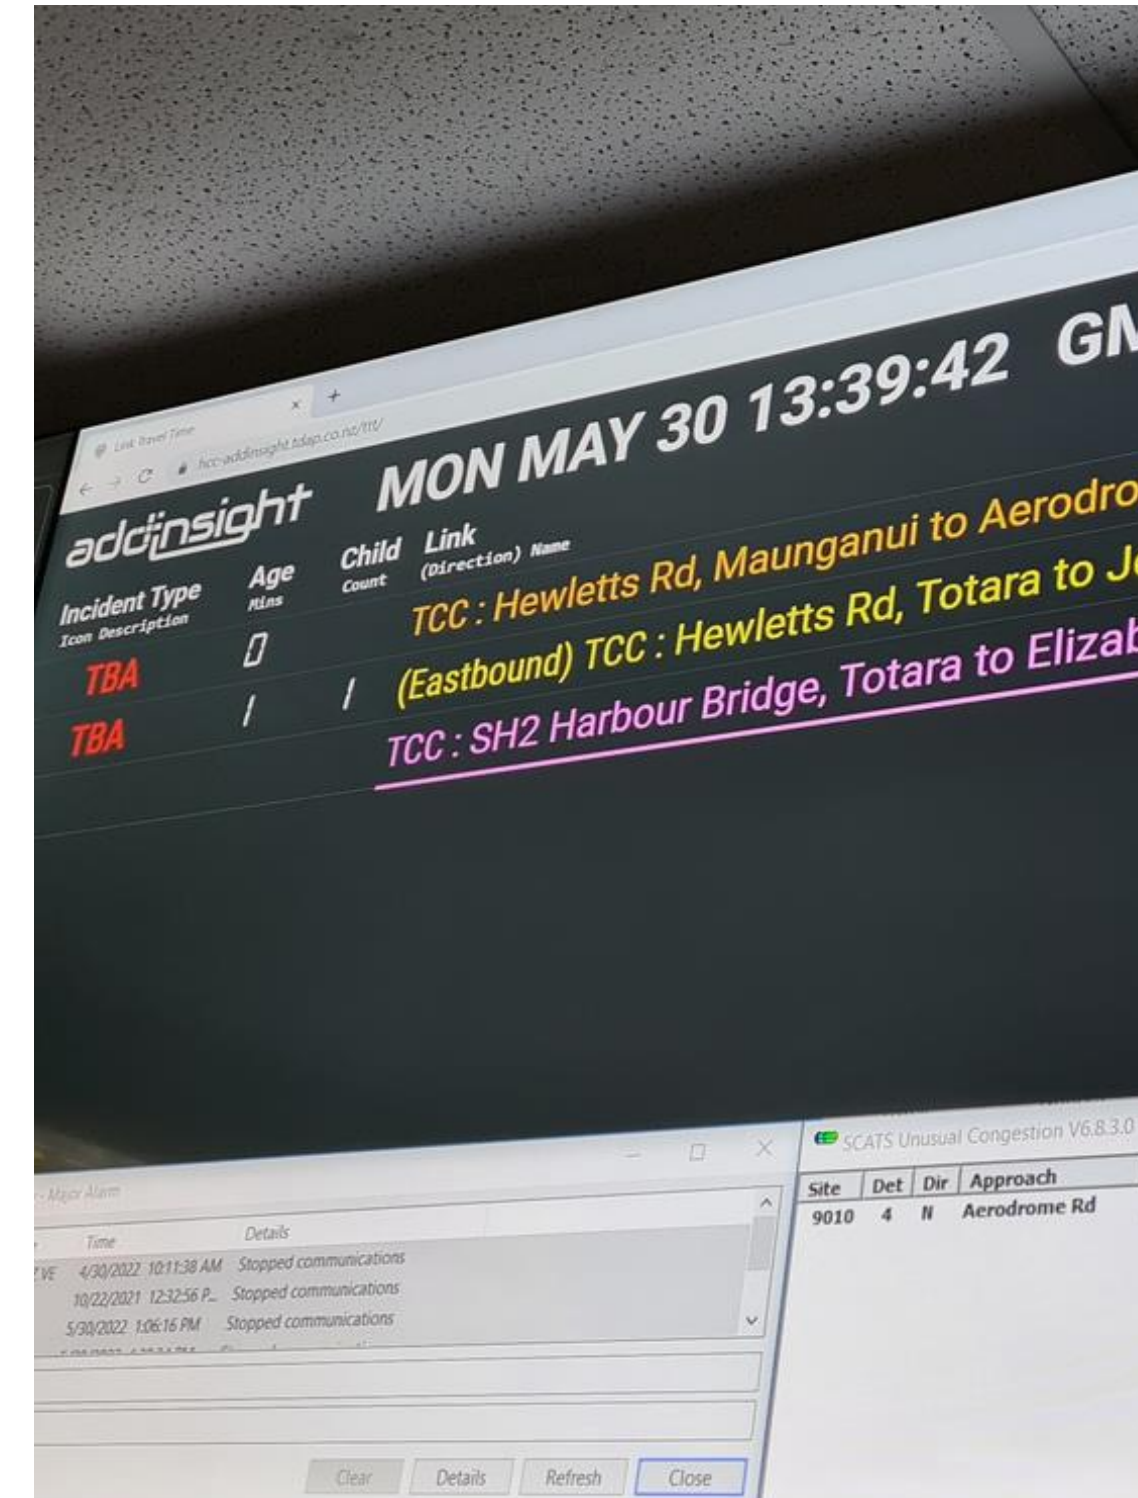 Link Travel Time × +
hcc-addinsight.tdap.co.nz/ttt/
addinsight MON MAY 30 13:39:42 GM
Incident Type Age Child Link
Icon Description Mins Count (Direction) Name
TBA 0 TCC : Hewletts Rd, Maunganui to Aerodro
TBA 1 1 (Eastbound) TCC : Hewletts Rd, Totara to Je
TCC : SH2 Harbour Bridge, Totara to Elizab
- Major Alarm
Time Details
VE 4/30/2022 10:11:38 AM Stopped communications
10/22/2021 12:32:56 P... Stopped communications
5/30/2022 1:06:16 PM Stopped communications
Clear Details Refresh Close
SCATS Unusual Congestion V6.8.3.0
Site Det Dir Approach
9010 4 N Aerodrome Rd